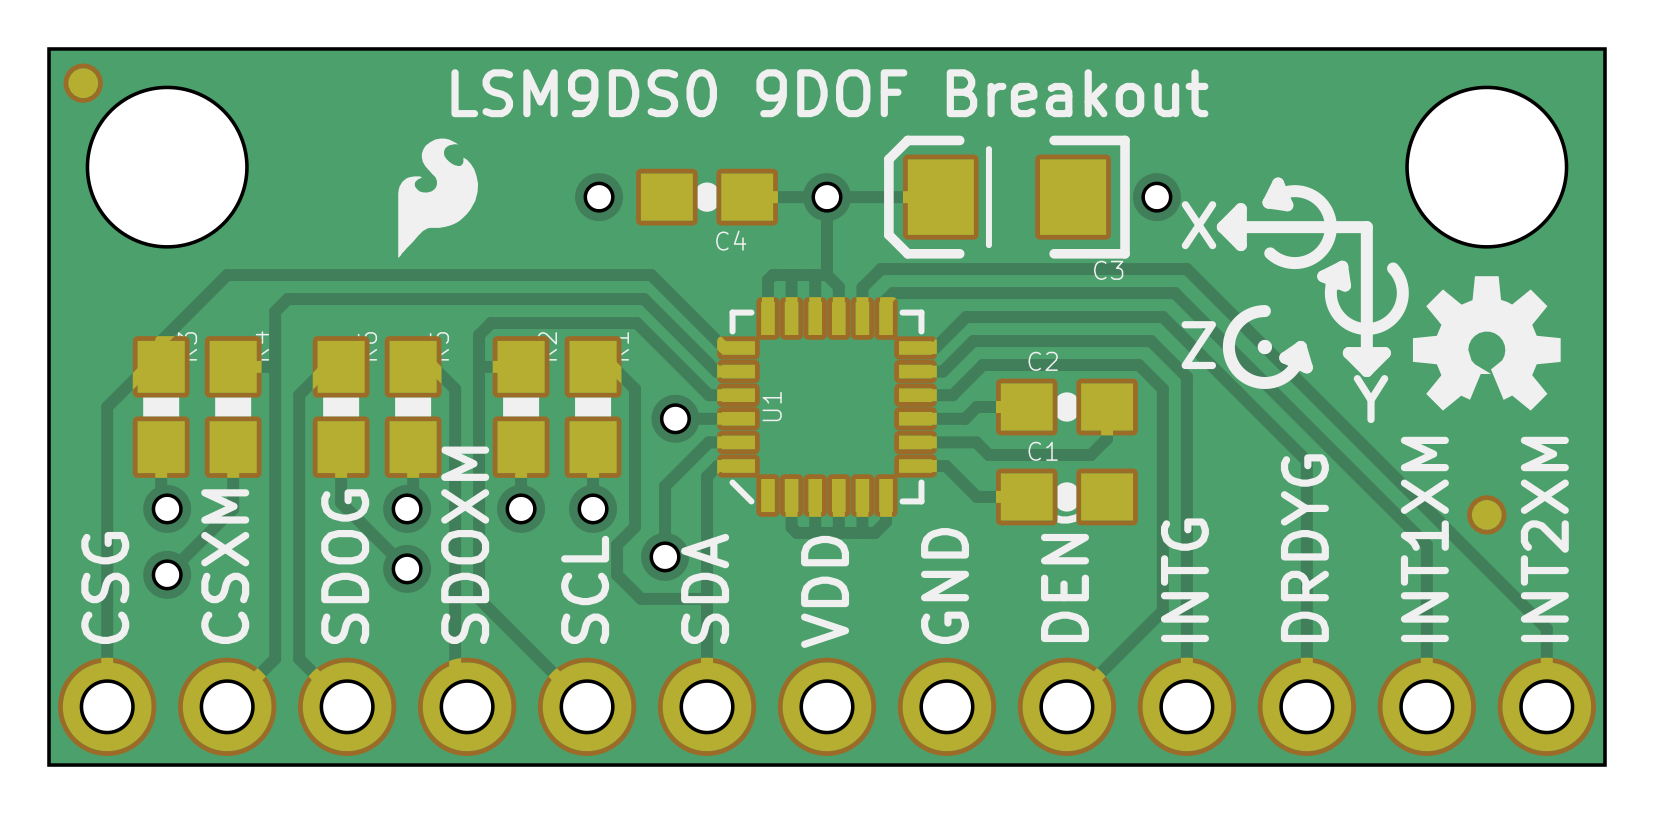 LSM9DS0 9DOF Breakout
C4
C3
X
Y
Z
C2
C1
U1
CSG
CSXM
SDOG
SDOXM
SCL
SDA
VDD
GND
DEN
INTG
DRDYG
INT1XM
INT2XM